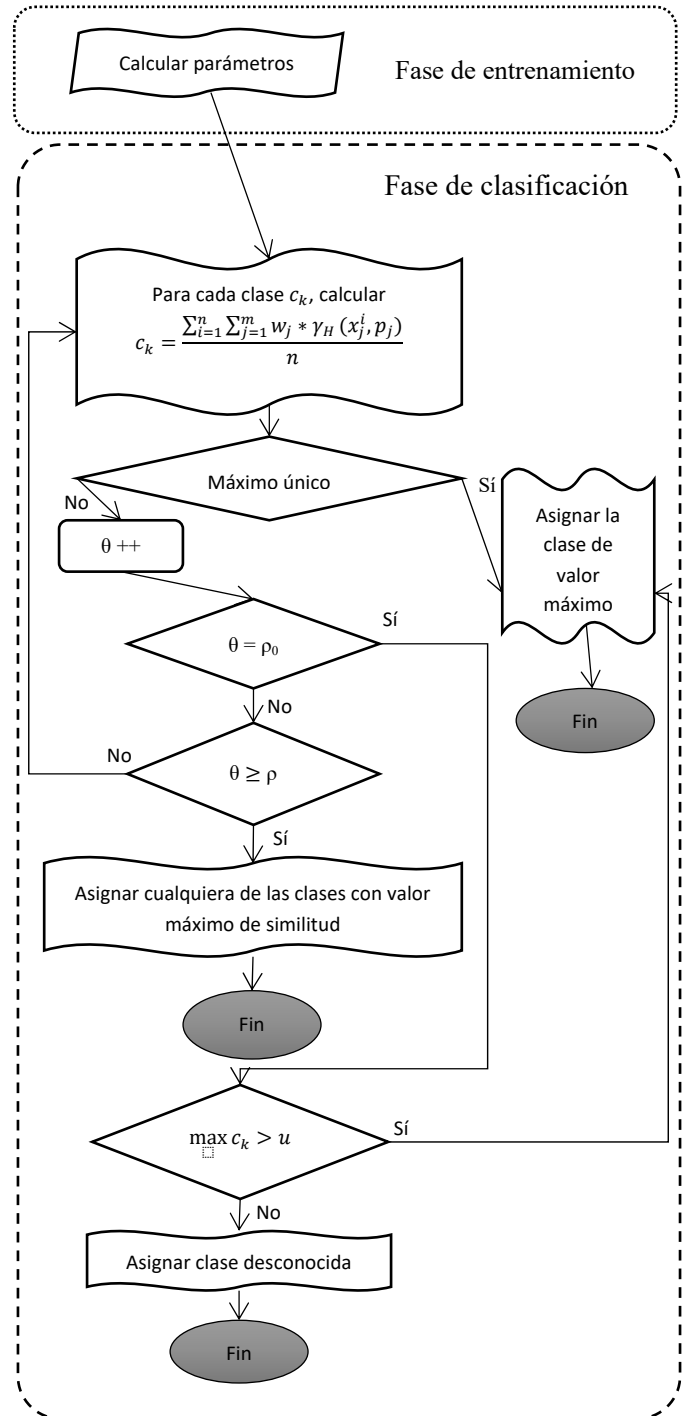 Calcular parámetros
Fase de entrenamiento
Fase de clasificación
Para cada clase $c_k$, calcular
$c_k = \frac{\sum_{i=1}^{n} \sum_{j=1}^{m} w_j * \gamma_H (x_j^i, p_j)}{n}$
Máximo único
Sí
Asignar la
clase de
valor
máximo
No
θ ++
θ = ρ₀
Sí
Fin
No
No
θ ≥ ρ
Sí
Asignar cualquiera de las clases con valor
máximo de similitud
Fin
$\max c_k > u$
Sí
No
Asignar clase desconocida
Fin